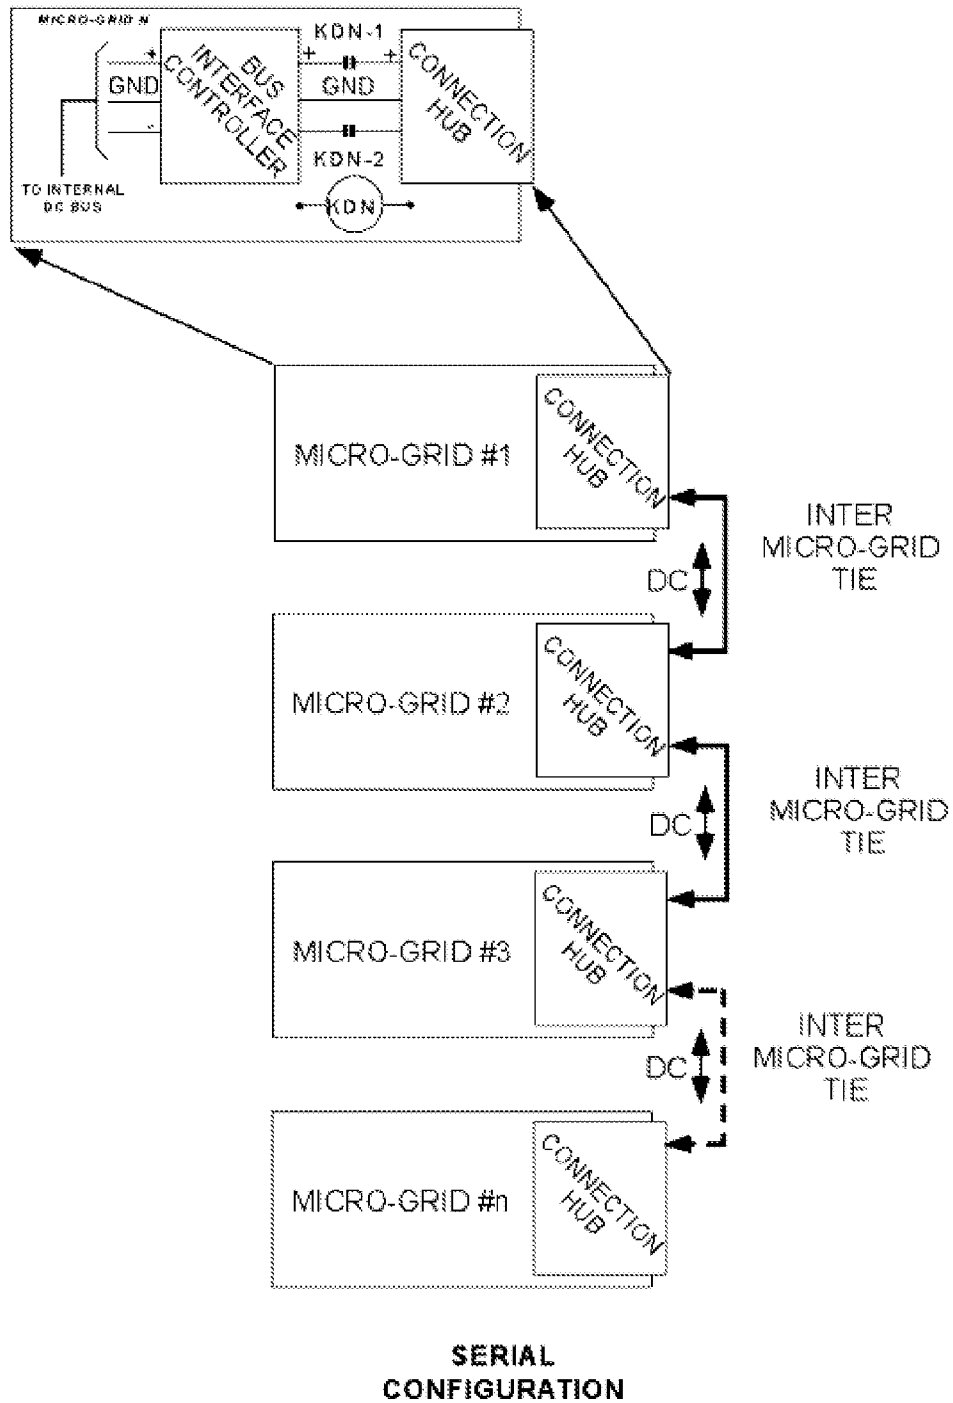 MICRO-GRID N
KDN-1
+
+
+
GND
BUS
INTERFACE
CONTROLLER
GND
CONNECTION
HUB
-
KDN-2
TO INTERNAL
DC BUS
KDN
MICRO-GRID #1
CONNECTION
HUB
INTER
MICRO-GRID
TIE
DC
MICRO-GRID #2
CONNECTION
HUB
INTER
MICRO-GRID
TIE
DC
MICRO-GRID #3
CONNECTION
HUB
INTER
MICRO-GRID
TIE
DC
MICRO-GRID #n
CONNECTION
HUB
SERIAL
CONFIGURATION